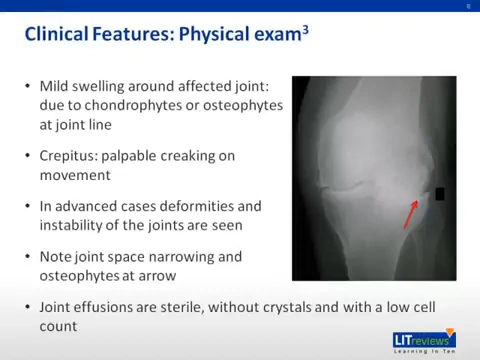 Clinical Features: Physical exam3
• Mild swelling around affected joint:
due to chondrophytes or osteophytes
at joint line
• Crepitus: palpable creaking on
movement
• In advanced cases deformities and
instability of the joints are seen
• Note joint space narrowing and
osteophytes at arrow
• Joint effusions are sterile, without crystals and with a low cell
count
LITreviews
Learning In Ten